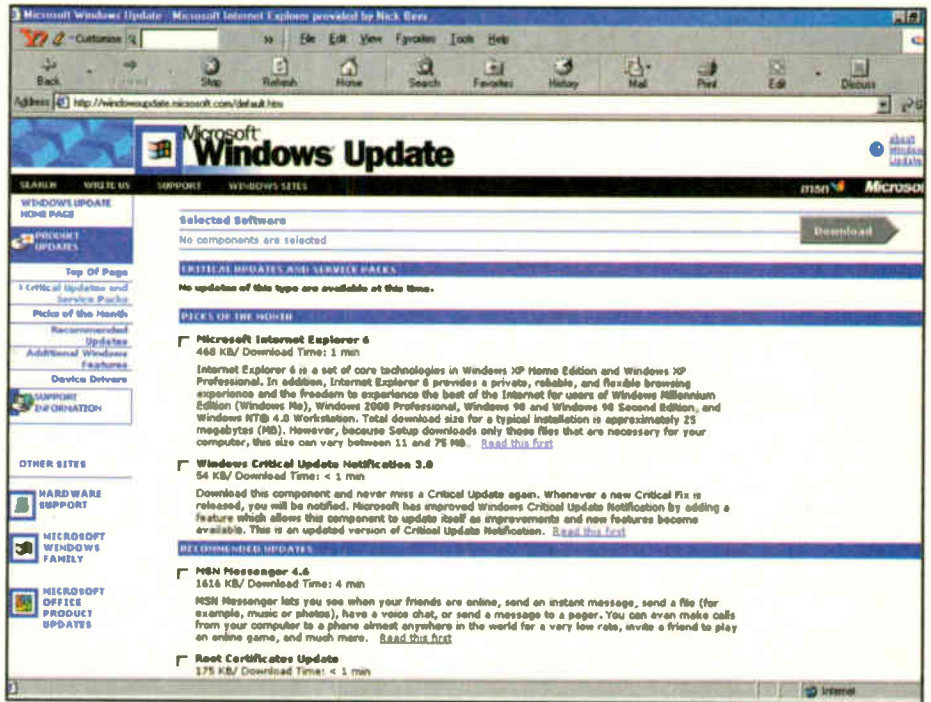 Microsoft Windows Update - Microsoft Internet Explorer provided by Nick Beer
Customise
File Edit View Favorites Tools Help
Back Stop Refresh Home Search Favorites History Mail Print Edit Discuss
Address http://windowsupdate.microsoft.com/default.htm
Microsoft
Windows Update
about
Windows
Update
SEARCH WRITE US SUPPORT WINDOWS SITES
msn Microso
WINDOWS UPDATE
HOME PAGE
PRODUCT
UPDATES
Top Of Page
Critical Updates and
Service Packs
Picks of the Month
Recommended
Updates
Additional Windows
Features
Device Drivers
SUPPORT
INFORMATION
OTHER SITES
HARDWARE
SUPPORT
MICROSOFT
WINDOWS
FAMILY
MICROSOFT
OFFICE
PRODUCT
UPDATES
Selected Software
No components are selected
Download
CRITICAL UPDATES AND SERVICE PACKS
No updates of this type are available at this time.
PICKS OF THE MONTH
Microsoft Internet Explorer 6
468 KB/ Download Time: 1 min
Internet Explorer 6 is a set of core technologies in Windows XP Home Edition and Windows XP
Professional. In addition, Internet Explorer 6 provides a private, reliable, and flexible browsing
experience and the freedom to experience the best of the Internet for users of Windows Millennium
Edition (Windows Me), Windows 2000 Professional, Windows 98 and Windows 98 Second Edition, and
Windows NT® 4.0 Workstation. Total download size for a typical installation is approximately 25
megabytes (MB). However, because Setup downloads only those files that are necessary for your
computer, this size can vary between 11 and 75 MB. Read this first
Windows Critical Update Notification 3.0
54 KB/ Download Time: < 1 min
Download this component and never miss a Critical Update again. Whenever a new Critical Fix is
released, you will be notified. Microsoft has improved Windows Critical Update Notification by adding a
feature which allows this component to update itself as improvements and new features become
available. This is an updated version of Critical Update Notification. Read this first
RECOMMENDED UPDATES
MSN Messenger 4.6
1616 KB/ Download Time: 4 min
MSN Messenger lets you see when your friends are online, send an instant message, send a file (for
example, music or photos), have a voice chat, or send a message to a pager. You can even make calls
from your computer to a phone almost anywhere in the world for a very low rate, invite a friend to play
an online game, and much more. Read this first
Root Certificates Update
175 KB/ Download Time: < 1 min
Internet